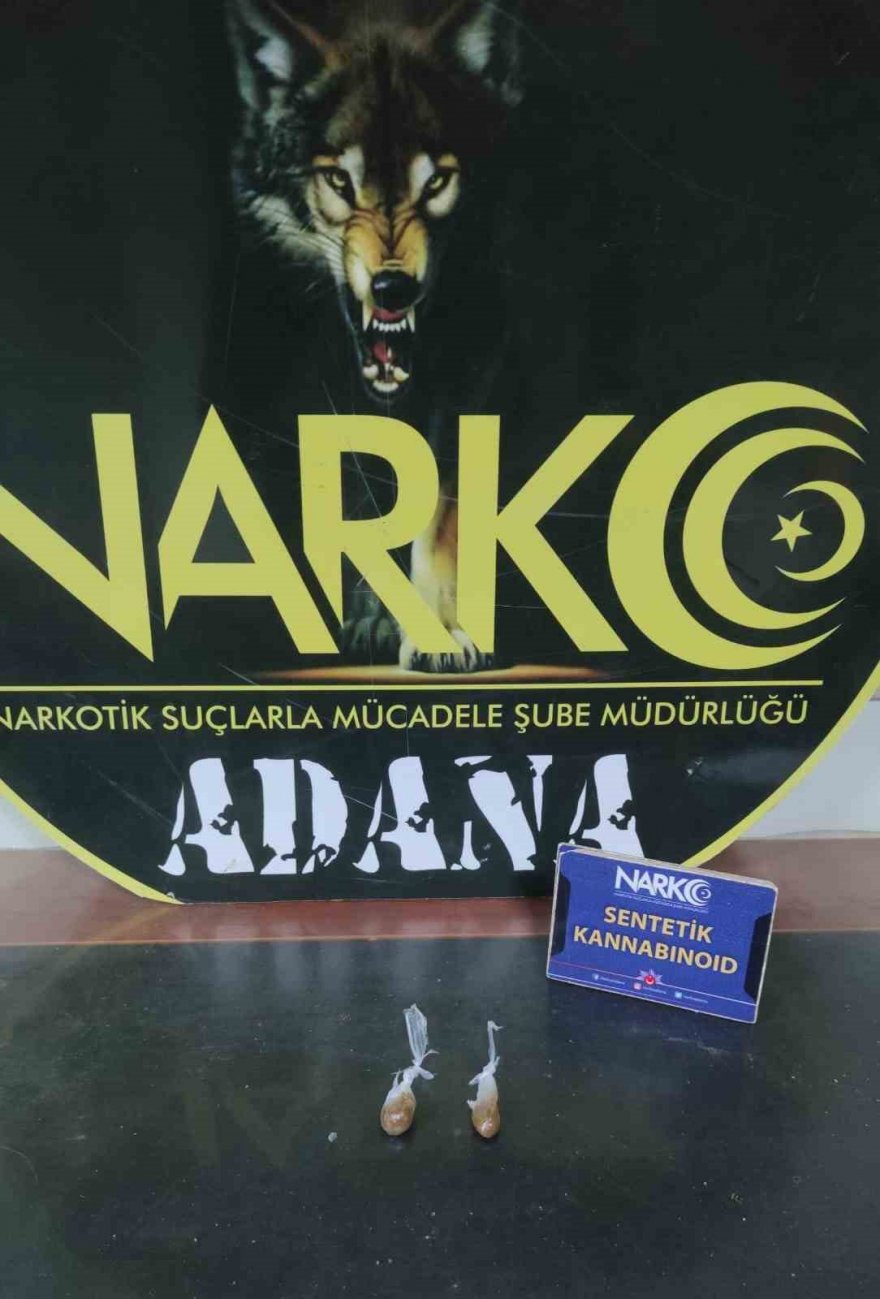 NARKO
NARKOTİK SUÇLARLA MÜCADELE ŞUBE MÜDÜRLÜĞÜ
ADANA
NARKO
SENTETİK
KANNABINOID